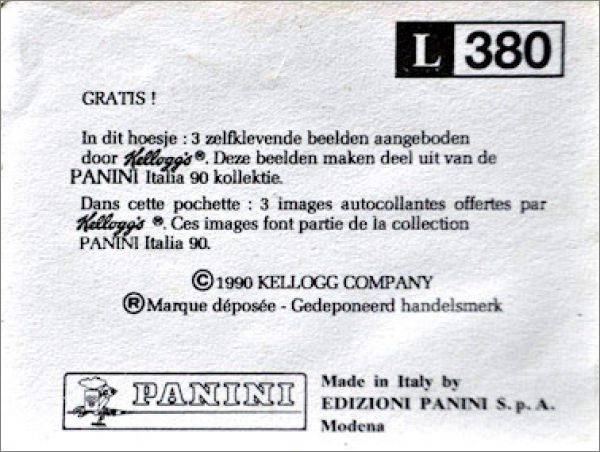 L 380
GRATIS !
In dit hoesje : 3 zelfklevende beelden aangeboden
door Kellogg's ®. Deze beelden maken deel uit van de
PANINI Italia 90 kollektie.
Dans cette pochette : 3 images autocollantes offertes par
Kellogg's ®. Ces images font partie de la collection
PANINI Italia 90.
© 1990 KELLOGG COMPANY
® Marque déposée - Gedeponeerd handelsmerk
PANINI
Made in Italy by
EDIZIONI PANINI S. p. A.
Modena